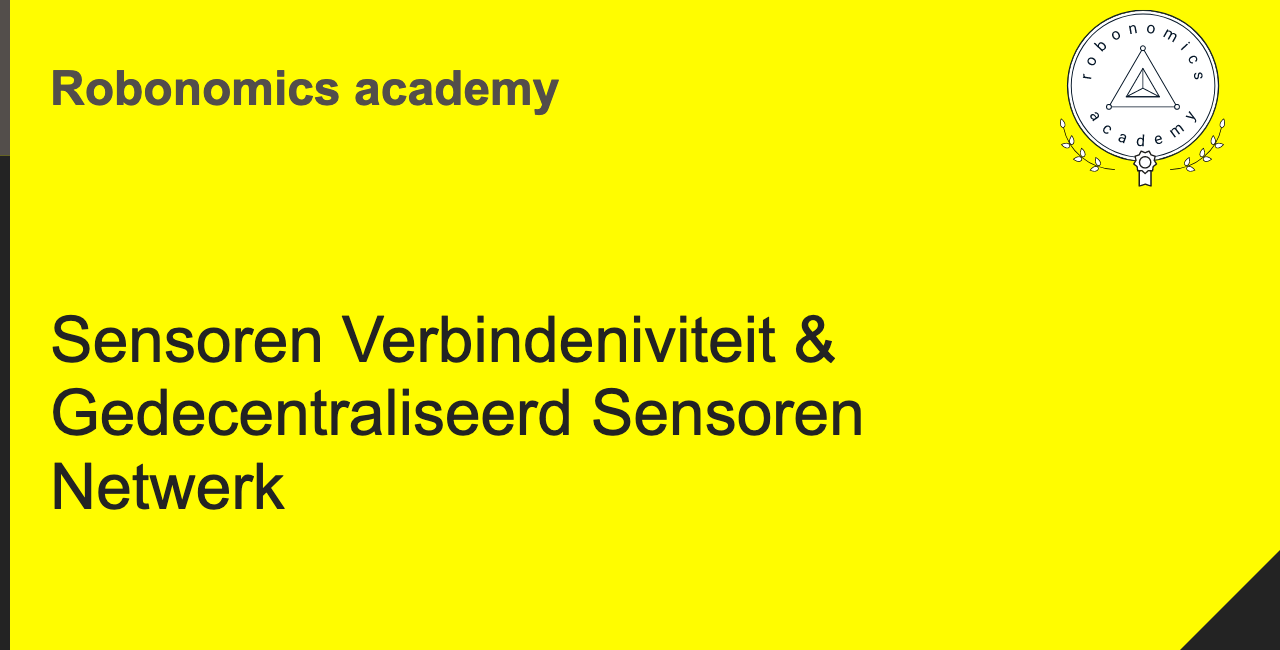 Robonomics academy
robonomics
academy
Sensoren Verbindeniviteit &
Gedecentraliseerd Sensoren
Netwerk